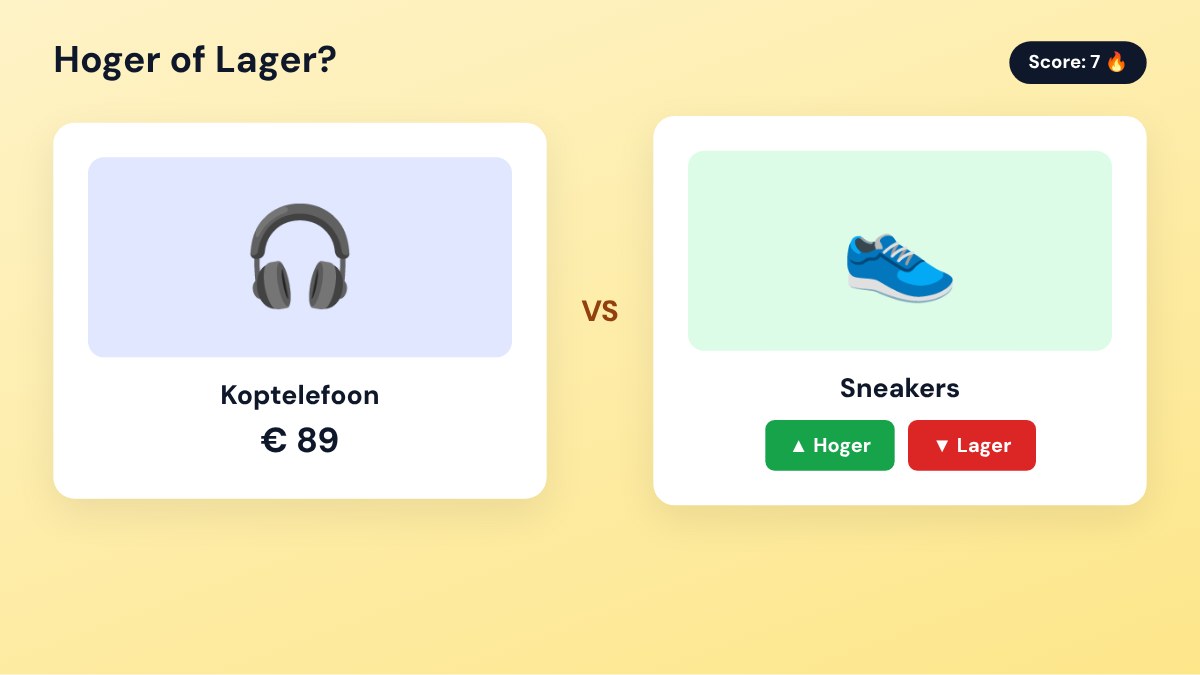 Hoger of Lager?
Score: 7 🔥
Koptelefoon
€ 89
VS
Sneakers
▲ Hoger
▼ Lager